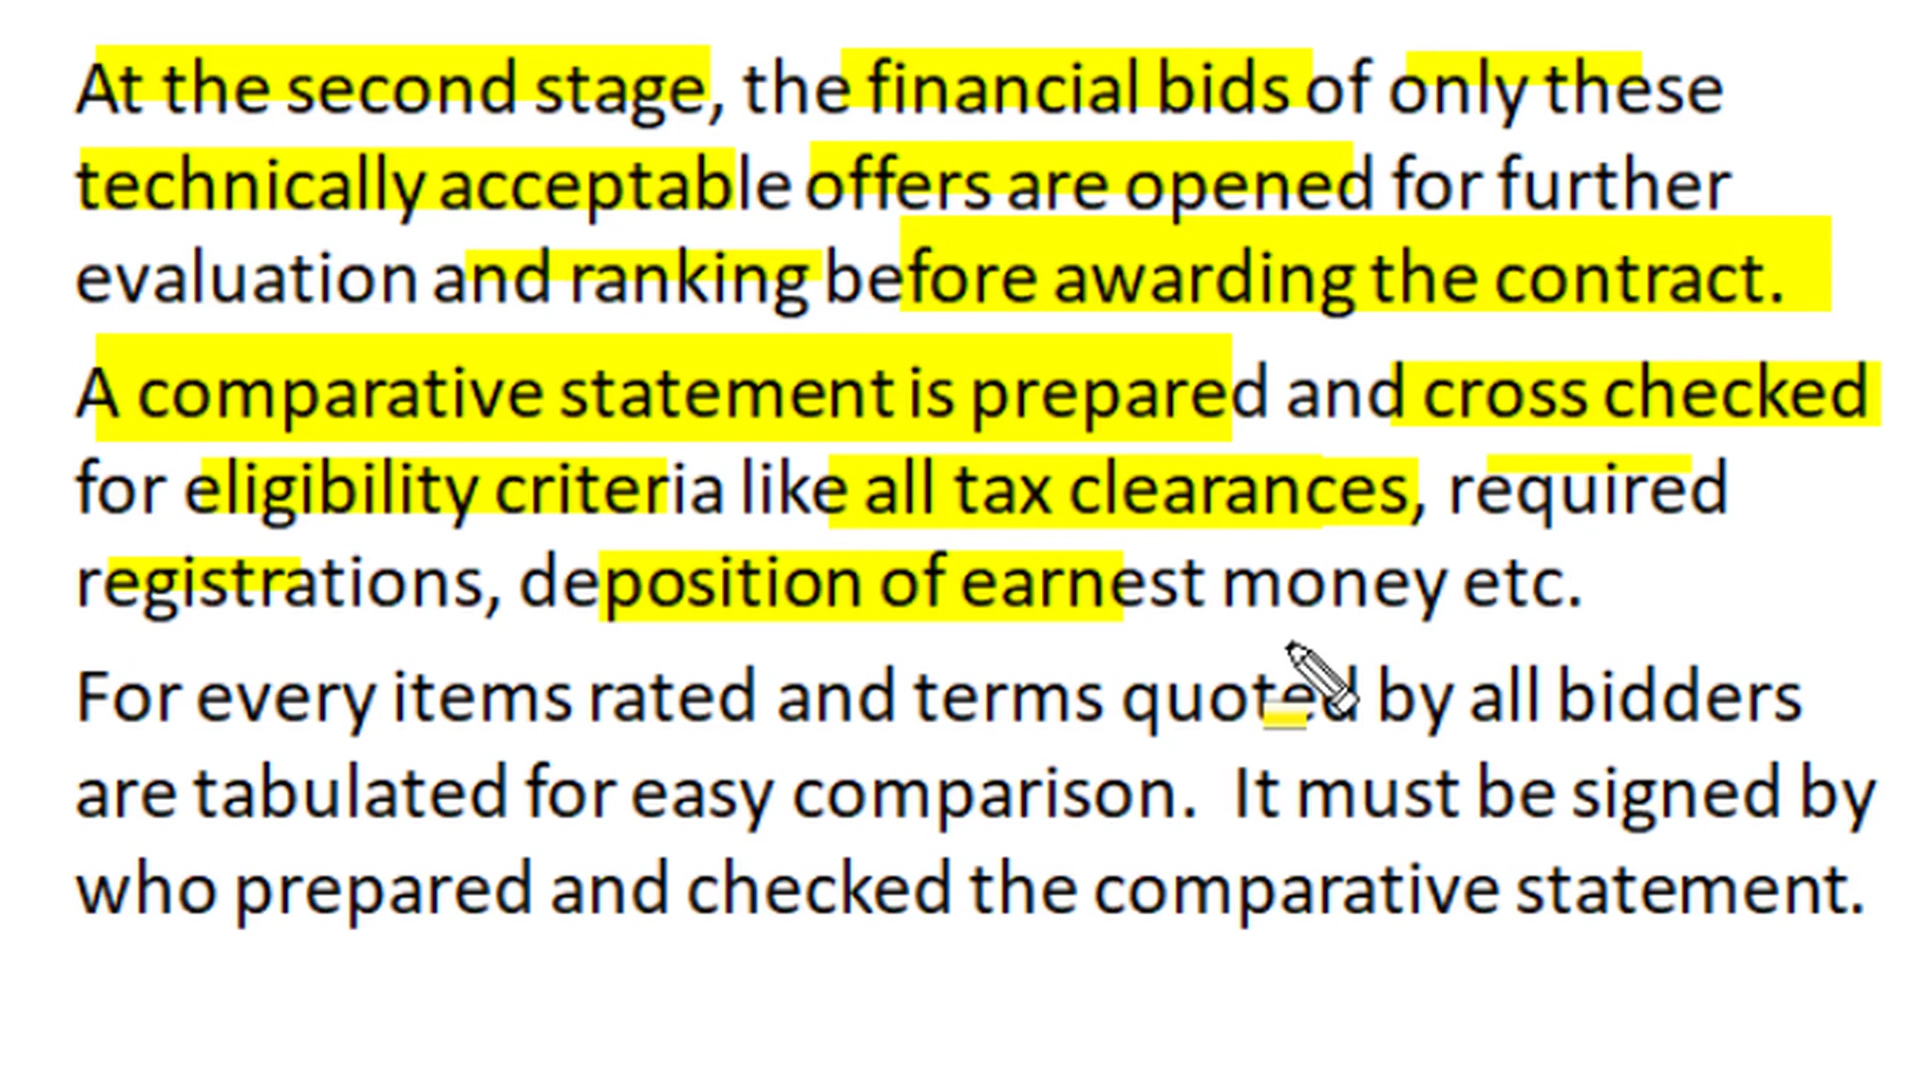 At the second stage, the financial bids of only these
technically acceptable offers are opened for further
evaluation and ranking before awarding the contract.
A comparative statement is prepared and cross checked
for eligibility criteria like all tax clearances, required
registrations, deposition of earnest money etc.
For every items rated and terms quoted by all bidders
are tabulated for easy comparison.  It must be signed by
who prepared and checked the comparative statement.